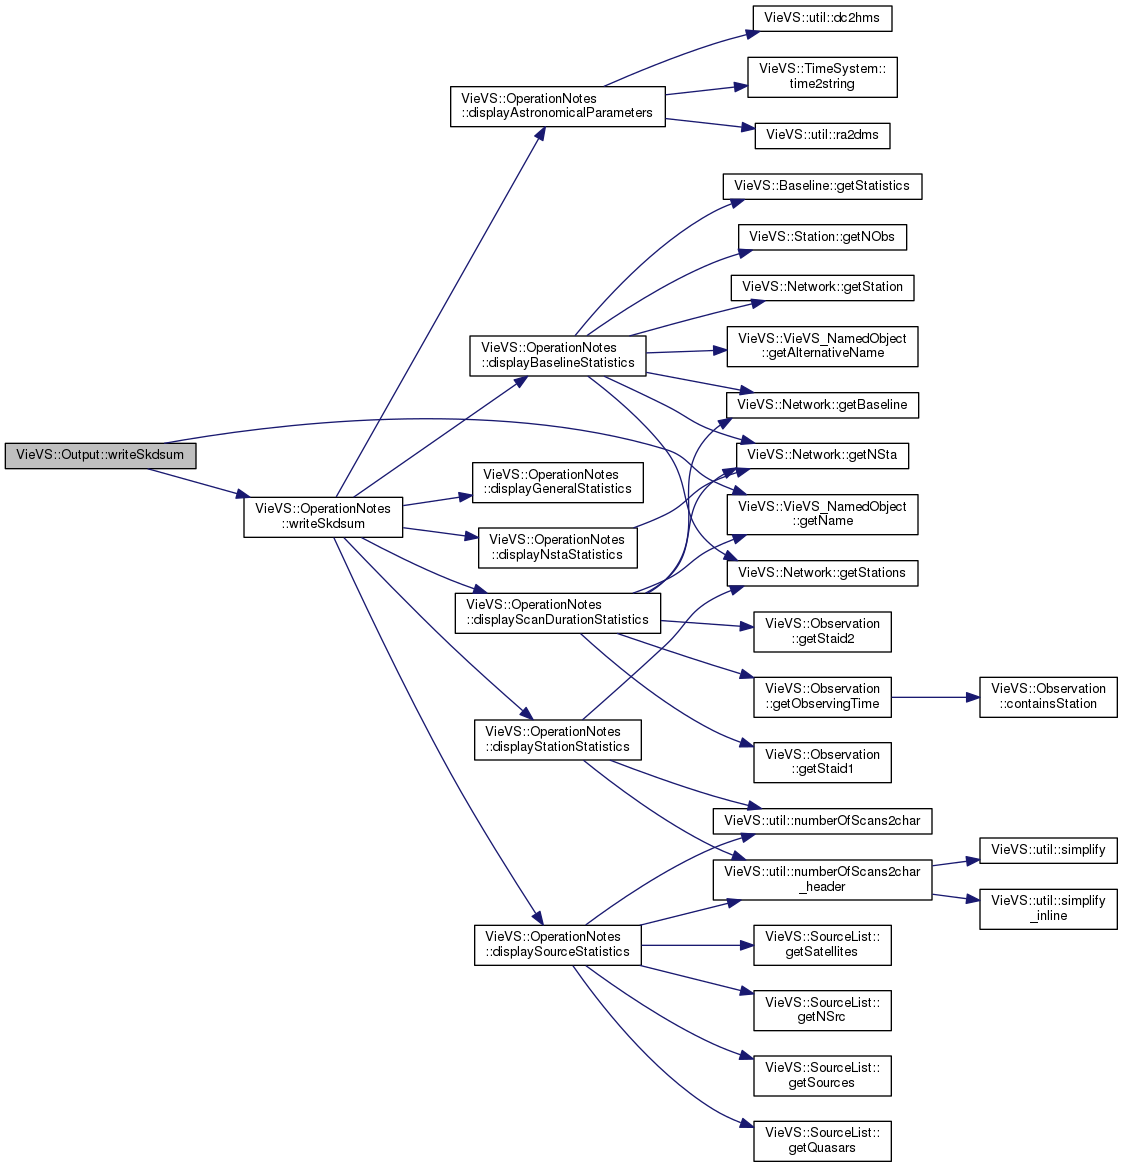 VieVS::util::dc2hms
VieVS::TimeSystem::
time2string
VieVS::OperationNotes
::displayAstronomicalParameters
VieVS::util::ra2dms
VieVS::Baseline::getStatistics
VieVS::Station::getNObs
VieVS::Network::getStation
VieVS::OperationNotes
::displayBaselineStatistics
VieVS::VieVS_NamedObject
::getAlternativeName
VieVS::Network::getBaseline
VieVS::Output::writeSkdsum
VieVS::Network::getNSta
VieVS::OperationNotes
::displayGeneralStatistics
VieVS::OperationNotes
::writeSkdsum
VieVS::VieVS_NamedObject
::getName
VieVS::OperationNotes
::displayNstaStatistics
VieVS::Network::getStations
VieVS::OperationNotes
::displayScanDurationStatistics
VieVS::Observation
::getStaid2
VieVS::Observation
::getObservingTime
VieVS::Observation
::containsStation
VieVS::OperationNotes
::displayStationStatistics
VieVS::Observation
::getStaid1
VieVS::util::numberOfScans2char
VieVS::util::numberOfScans2char
_header
VieVS::util::simplify
VieVS::util::simplify
_inline
VieVS::OperationNotes
::displaySourceStatistics
VieVS::SourceList::
getSatellites
VieVS::SourceList::
getNSrc
VieVS::SourceList::
getSources
VieVS::SourceList::
getQuasars